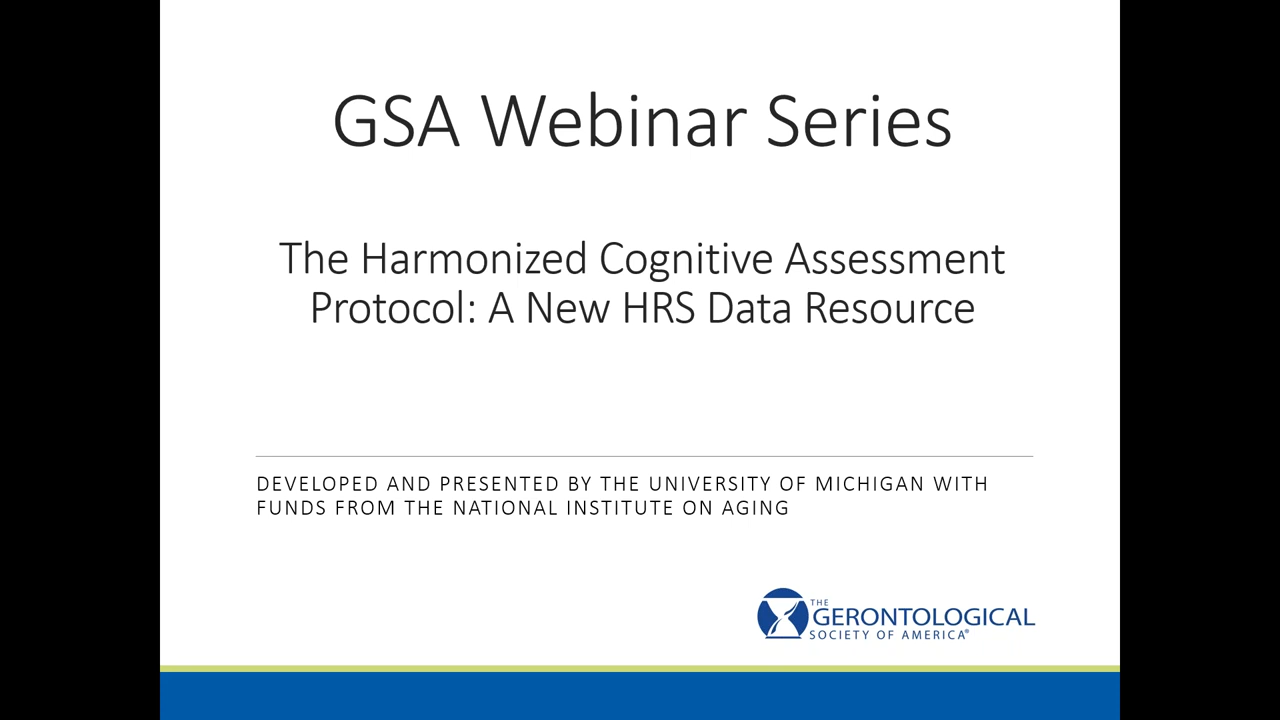 GSA Webinar Series
The Harmonized Cognitive Assessment
Protocol: A New HRS Data Resource
DEVELOPED AND PRESENTED BY THE UNIVERSITY OF MICHIGAN WITH
FUNDS FROM THE NATIONAL INSTITUTE ON AGING
THE
GERONTOLOGICAL
SOCIETY OF AMERICA®